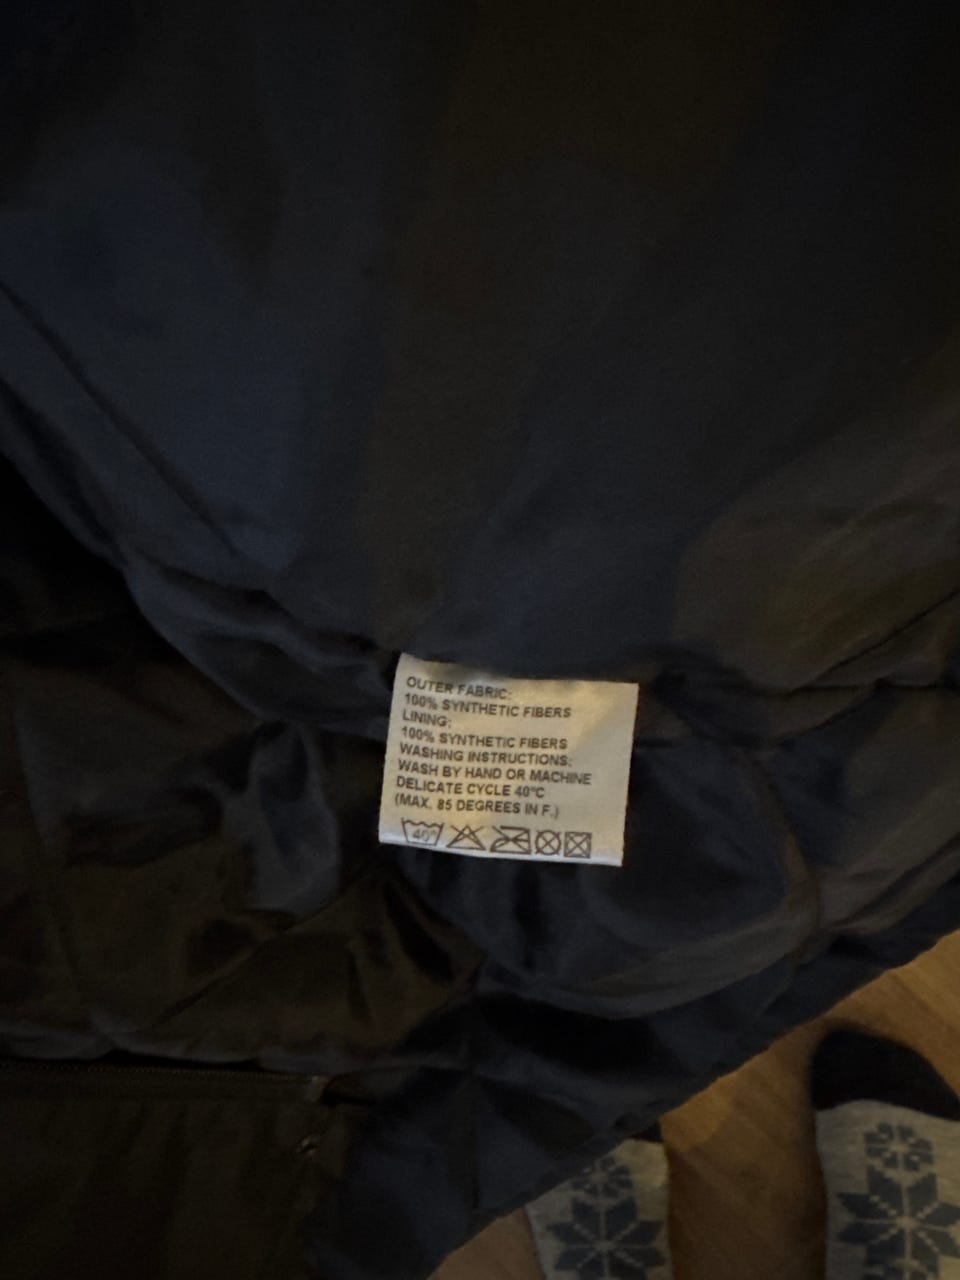 OUTER FABRIC:
100% SYNTHETIC FIBERS
LINING:
100% SYNTHETIC FIBERS
WASHING INSTRUCTIONS:
WASH BY HAND OR MACHINE
DELICATE CYCLE 40°C
(MAX. 85 DEGREES IN F.)
40°